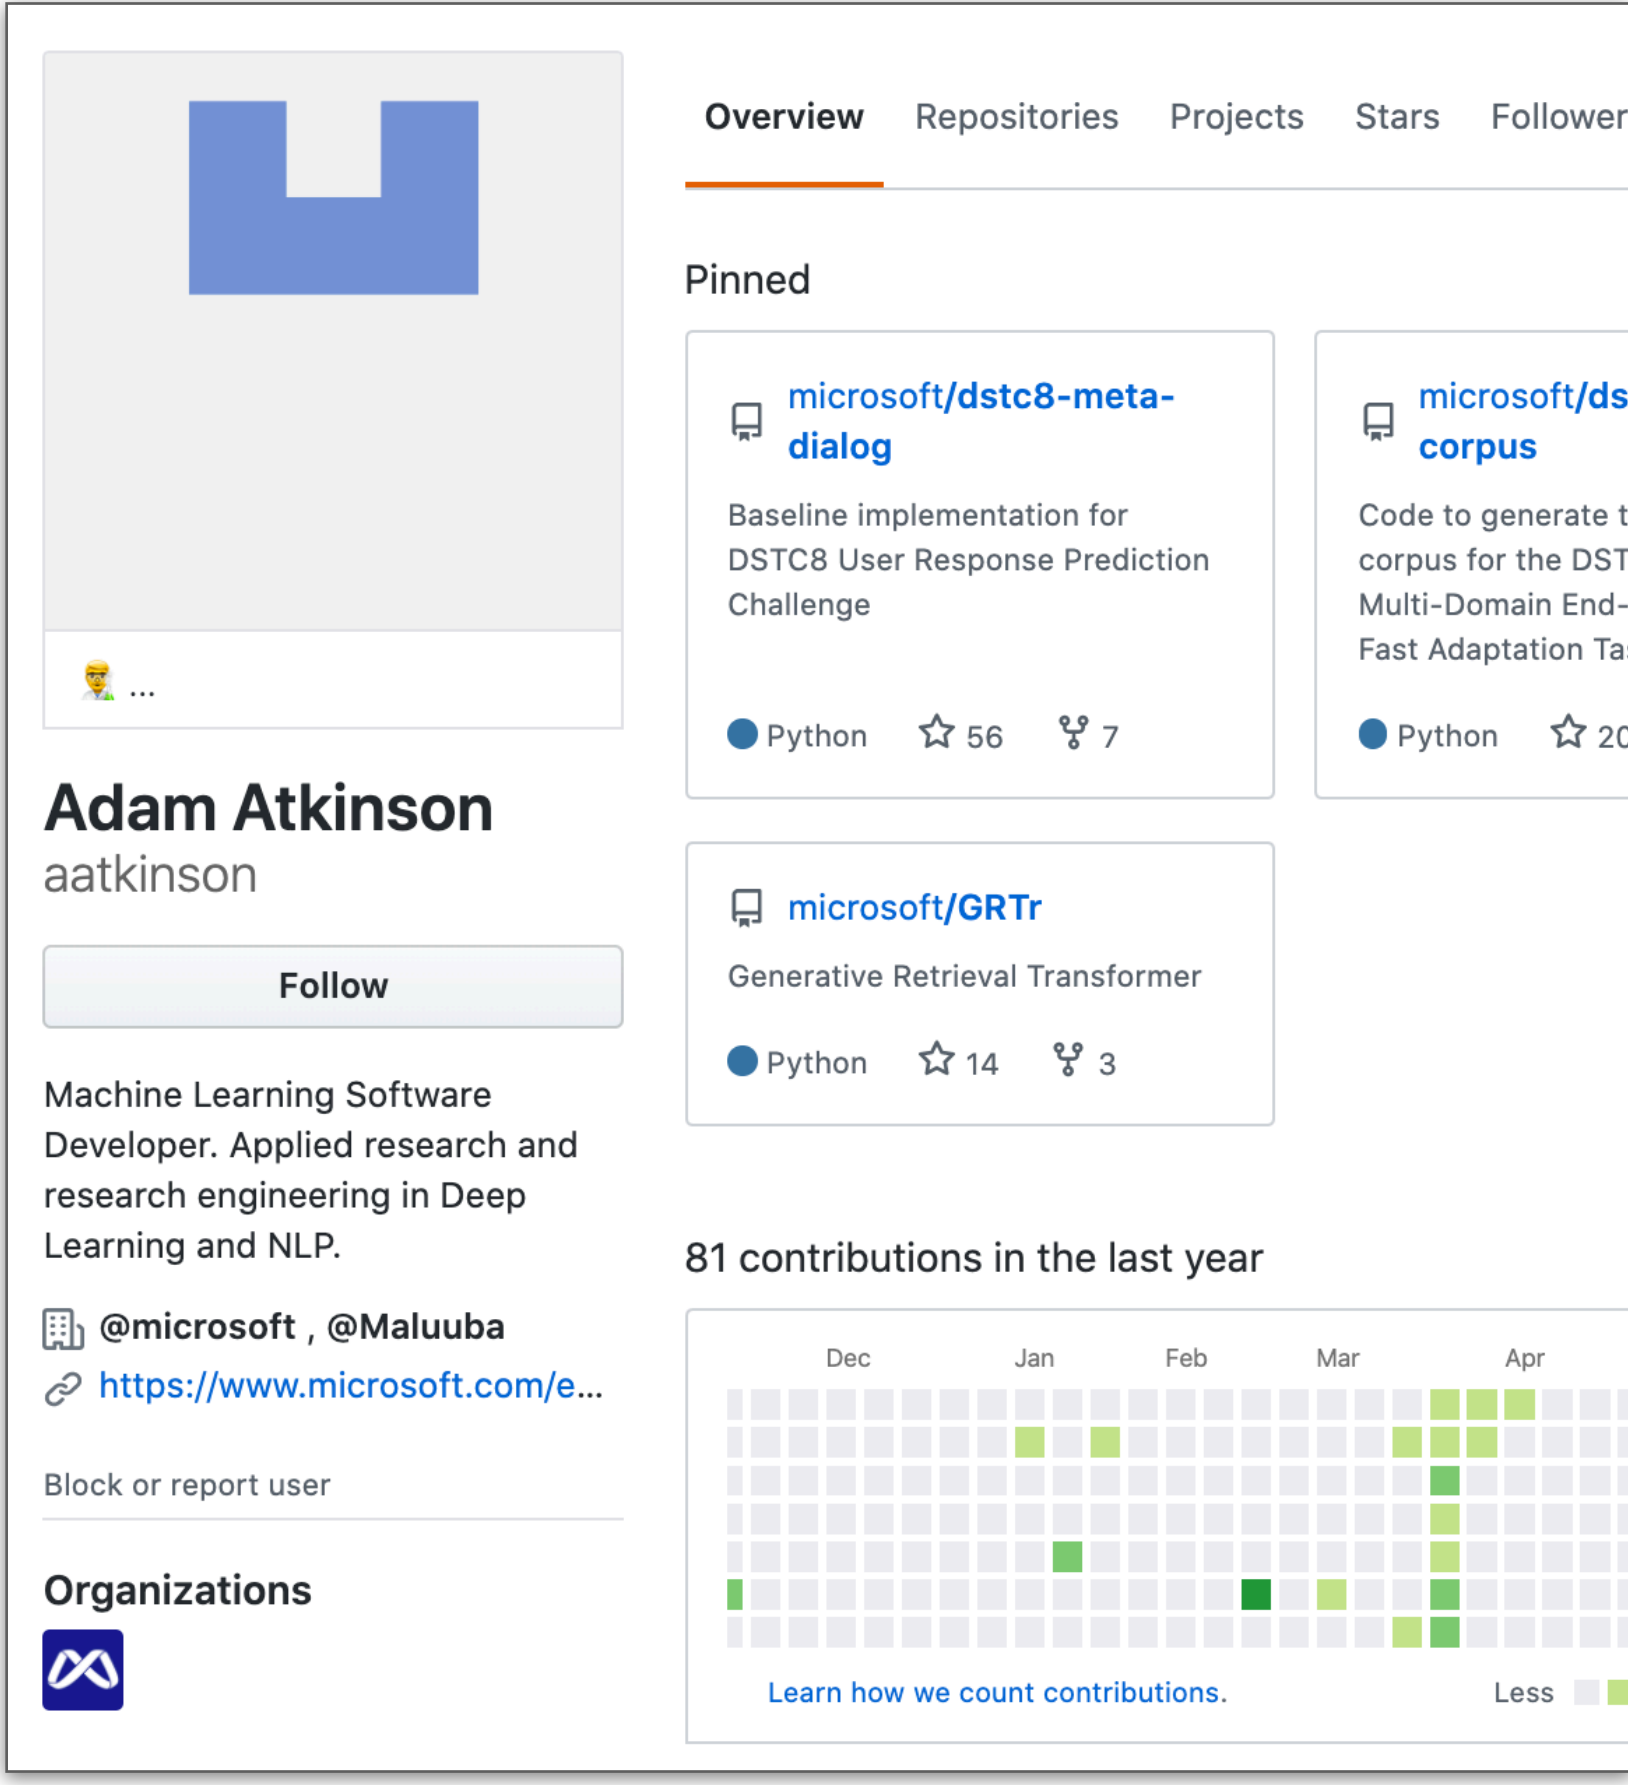 Overview Repositories Projects Stars Follower
Pinned
microsoft/dstc8-meta-
dialog
Baseline implementation for
DSTC8 User Response Prediction
Challenge
Python 56 7
microsoft/ds
corpus
Code to generate t
corpus for the DST
Multi-Domain End-
Fast Adaptation Ta
Python 20
microsoft/GRTr
Generative Retrieval Transformer
Python 14 3
...
Adam Atkinson
aatkinson
Follow
Machine Learning Software
Developer. Applied research and
research engineering in Deep
Learning and NLP.
@microsoft , @Maluuba
https://www.microsoft.com/e...
Block or report user
Organizations
81 contributions in the last year
Dec Jan Feb Mar Apr
Learn how we count contributions.
Less